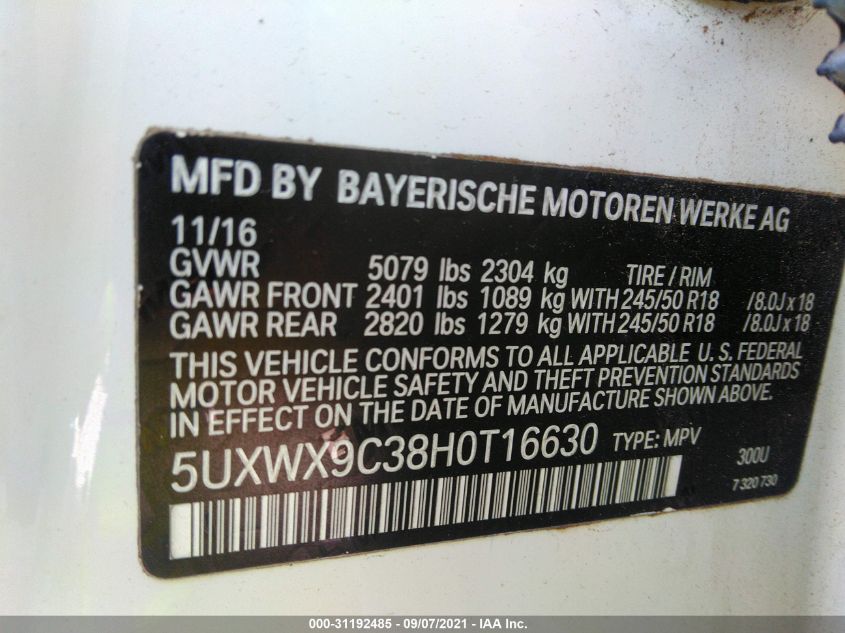 MFD BY BAYERISCHE MOTOREN WERKE AG
11/16
GVWR 5079 lbs 2304 kg TIRE / RIM
GAWR FRONT 2401 lbs 1089 kg WITH 245/50 R18 /8.0J x 18
GAWR REAR 2820 lbs 1279 kg WITH 245/50 R18 /8.0J x 18
THIS VEHICLE CONFORMS TO ALL APPLICABLE U. S. FEDERAL
MOTOR VEHICLE SAFETY AND THEFT PREVENTION STANDARDS
IN EFFECT ON THE DATE OF MANUFACTURE SHOWN ABOVE.
5UXWX9C38H0T16630 TYPE: MPV 300U
7 320 730
000-31192485 - 09/07/2021 - IAA Inc.